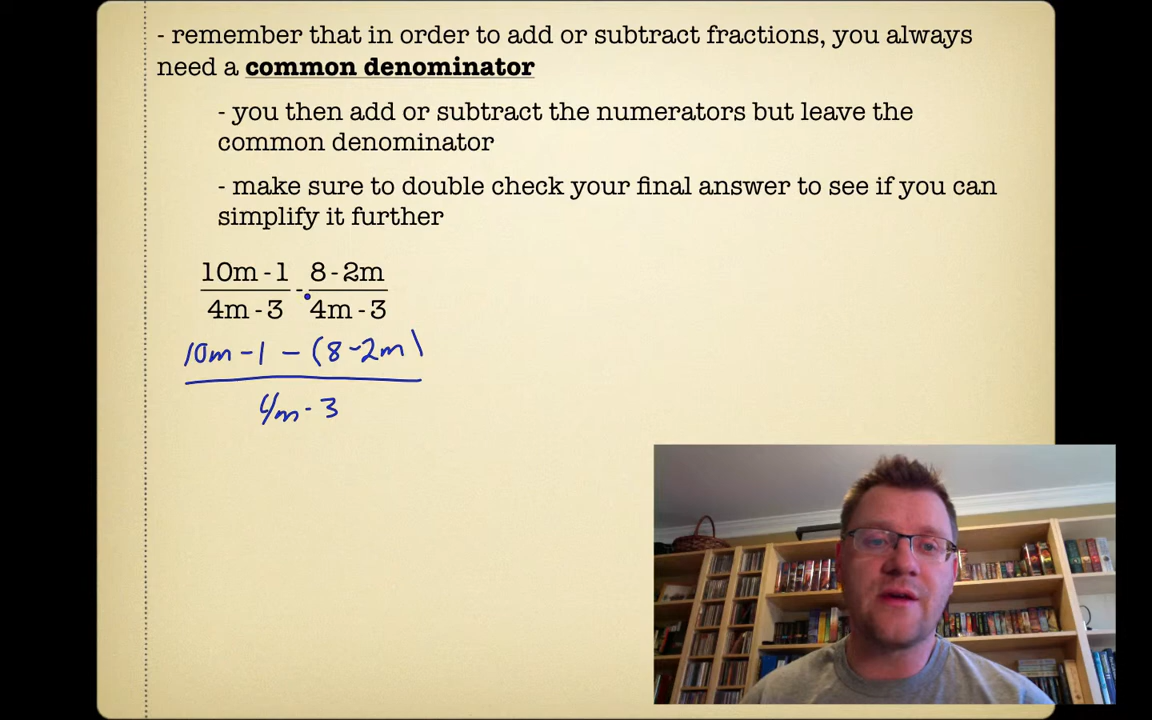 - remember that in order to add or subtract fractions, you always
need a common denominator
- you then add or subtract the numerators but leave the
common denominator
- make sure to double check your final answer to see if you can
simplify it further
10m - 1 - 8 - 2m
4m - 3 4m - 3
10m - 1 - (8 - 2m)
4m - 3